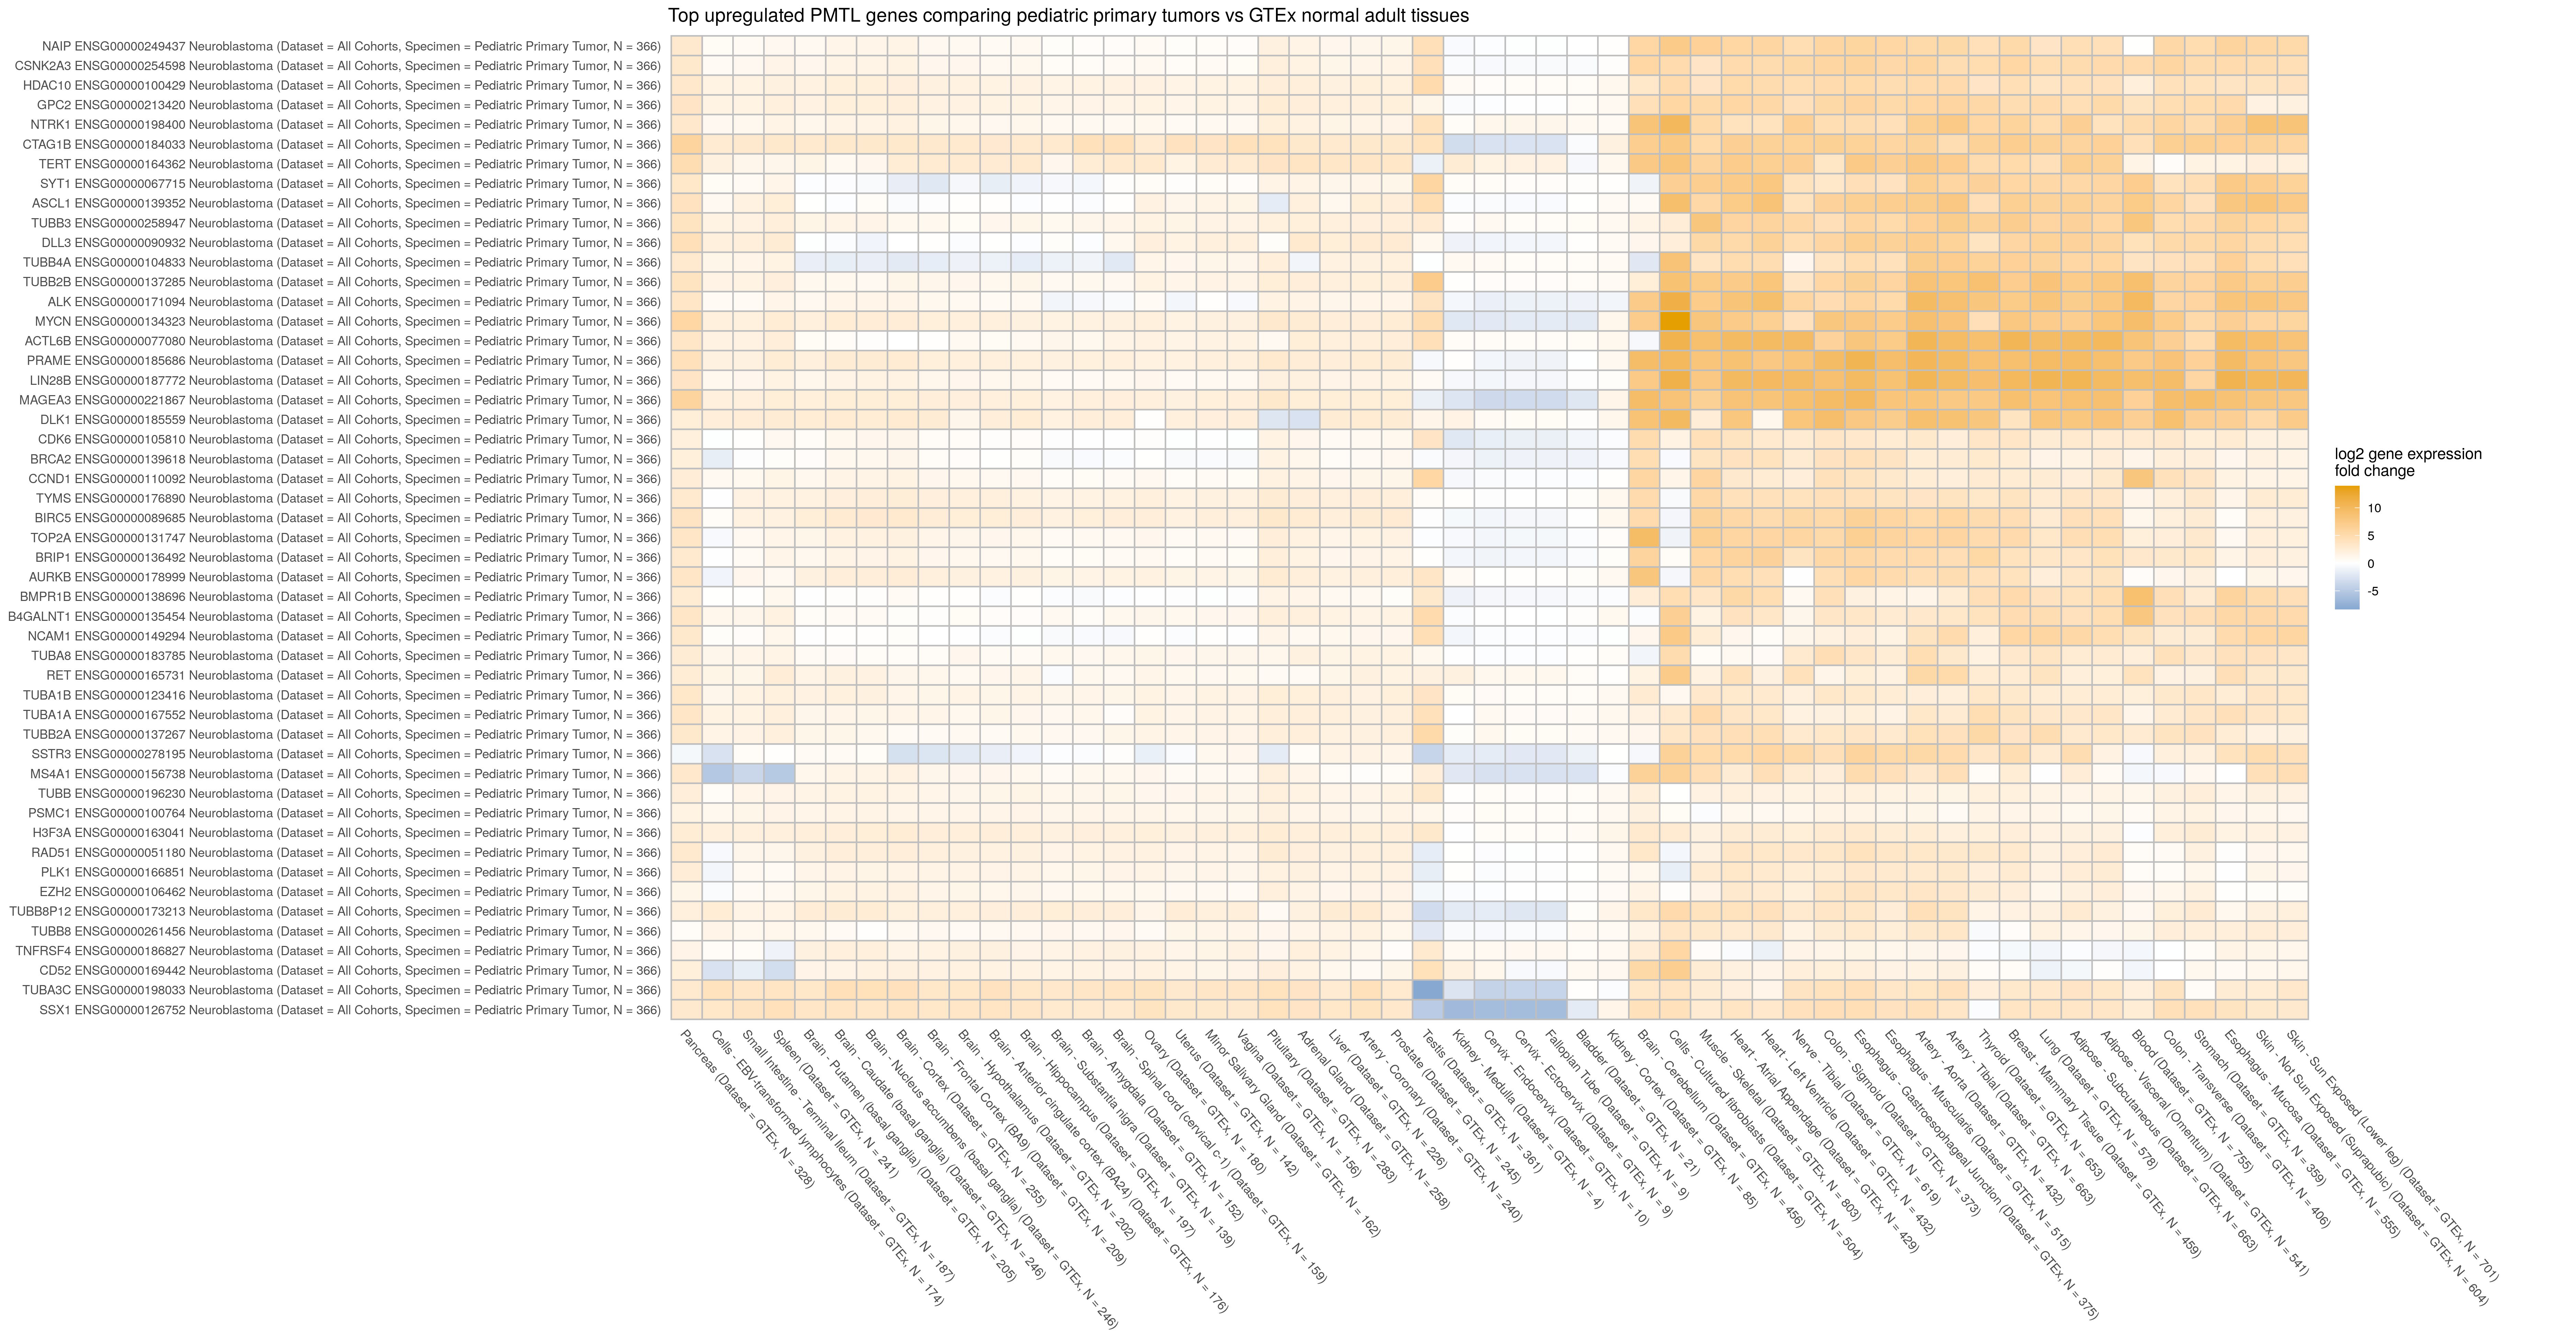 Top upregulated PMTL genes comparing pediatric primary tumors vs GTEx normal adult tissues
NAIP ENSG00000249437 Neuroblastoma (Dataset = All Cohorts, Specimen = Pediatric Primary Tumor, N = 366)
CSNK2A3 ENSG00000254598 Neuroblastoma (Dataset = All Cohorts, Specimen = Pediatric Primary Tumor, N = 366)
HDAC10 ENSG00000100429 Neuroblastoma (Dataset = All Cohorts, Specimen = Pediatric Primary Tumor, N = 366)
GPC2 ENSG00000213420 Neuroblastoma (Dataset = All Cohorts, Specimen = Pediatric Primary Tumor, N = 366)
NTRK1 ENSG00000198400 Neuroblastoma (Dataset = All Cohorts, Specimen = Pediatric Primary Tumor, N = 366)
CTAG1B ENSG00000184033 Neuroblastoma (Dataset = All Cohorts, Specimen = Pediatric Primary Tumor, N = 366)
TERT ENSG00000164362 Neuroblastoma (Dataset = All Cohorts, Specimen = Pediatric Primary Tumor, N = 366)
SYT1 ENSG00000067715 Neuroblastoma (Dataset = All Cohorts, Specimen = Pediatric Primary Tumor, N = 366)
ASCL1 ENSG00000139352 Neuroblastoma (Dataset = All Cohorts, Specimen = Pediatric Primary Tumor, N = 366)
TUBB3 ENSG00000258947 Neuroblastoma (Dataset = All Cohorts, Specimen = Pediatric Primary Tumor, N = 366)
DLL3 ENSG00000090932 Neuroblastoma (Dataset = All Cohorts, Specimen = Pediatric Primary Tumor, N = 366)
TUBB4A ENSG00000104833 Neuroblastoma (Dataset = All Cohorts, Specimen = Pediatric Primary Tumor, N = 366)
TUBB2B ENSG00000137285 Neuroblastoma (Dataset = All Cohorts, Specimen = Pediatric Primary Tumor, N = 366)
ALK ENSG00000171094 Neuroblastoma (Dataset = All Cohorts, Specimen = Pediatric Primary Tumor, N = 366)
MYCN ENSG00000134323 Neuroblastoma (Dataset = All Cohorts, Specimen = Pediatric Primary Tumor, N = 366)
ACTL6B ENSG00000077080 Neuroblastoma (Dataset = All Cohorts, Specimen = Pediatric Primary Tumor, N = 366)
PRAME ENSG00000185686 Neuroblastoma (Dataset = All Cohorts, Specimen = Pediatric Primary Tumor, N = 366)
LIN28B ENSG00000187772 Neuroblastoma (Dataset = All Cohorts, Specimen = Pediatric Primary Tumor, N = 366)
MAGEA3 ENSG00000221867 Neuroblastoma (Dataset = All Cohorts, Specimen = Pediatric Primary Tumor, N = 366)
DLK1 ENSG00000185559 Neuroblastoma (Dataset = All Cohorts, Specimen = Pediatric Primary Tumor, N = 366)
CDK6 ENSG00000105810 Neuroblastoma (Dataset = All Cohorts, Specimen = Pediatric Primary Tumor, N = 366)
BRCA2 ENSG00000139618 Neuroblastoma (Dataset = All Cohorts, Specimen = Pediatric Primary Tumor, N = 366)
CCND1 ENSG00000110092 Neuroblastoma (Dataset = All Cohorts, Specimen = Pediatric Primary Tumor, N = 366)
TYMS ENSG00000176890 Neuroblastoma (Dataset = All Cohorts, Specimen = Pediatric Primary Tumor, N = 366)
BIRC5 ENSG00000089685 Neuroblastoma (Dataset = All Cohorts, Specimen = Pediatric Primary Tumor, N = 366)
TOP2A ENSG00000131747 Neuroblastoma (Dataset = All Cohorts, Specimen = Pediatric Primary Tumor, N = 366)
BRIP1 ENSG00000136492 Neuroblastoma (Dataset = All Cohorts, Specimen = Pediatric Primary Tumor, N = 366)
AURKB ENSG00000178999 Neuroblastoma (Dataset = All Cohorts, Specimen = Pediatric Primary Tumor, N = 366)
BMPR1B ENSG00000138696 Neuroblastoma (Dataset = All Cohorts, Specimen = Pediatric Primary Tumor, N = 366)
B4GALNT1 ENSG00000135454 Neuroblastoma (Dataset = All Cohorts, Specimen = Pediatric Primary Tumor, N = 366)
NCAM1 ENSG00000149294 Neuroblastoma (Dataset = All Cohorts, Specimen = Pediatric Primary Tumor, N = 366)
TUBA8 ENSG00000183785 Neuroblastoma (Dataset = All Cohorts, Specimen = Pediatric Primary Tumor, N = 366)
RET ENSG00000165731 Neuroblastoma (Dataset = All Cohorts, Specimen = Pediatric Primary Tumor, N = 366)
TUBA1B ENSG00000123416 Neuroblastoma (Dataset = All Cohorts, Specimen = Pediatric Primary Tumor, N = 366)
TUBA1A ENSG00000167552 Neuroblastoma (Dataset = All Cohorts, Specimen = Pediatric Primary Tumor, N = 366)
TUBB2A ENSG00000137267 Neuroblastoma (Dataset = All Cohorts, Specimen = Pediatric Primary Tumor, N = 366)
SSTR3 ENSG00000278195 Neuroblastoma (Dataset = All Cohorts, Specimen = Pediatric Primary Tumor, N = 366)
MS4A1 ENSG00000156738 Neuroblastoma (Dataset = All Cohorts, Specimen = Pediatric Primary Tumor, N = 366)
TUBB ENSG00000196230 Neuroblastoma (Dataset = All Cohorts, Specimen = Pediatric Primary Tumor, N = 366)
PSMC1 ENSG00000100764 Neuroblastoma (Dataset = All Cohorts, Specimen = Pediatric Primary Tumor, N = 366)
H3F3A ENSG00000163041 Neuroblastoma (Dataset = All Cohorts, Specimen = Pediatric Primary Tumor, N = 366)
RAD51 ENSG00000051180 Neuroblastoma (Dataset = All Cohorts, Specimen = Pediatric Primary Tumor, N = 366)
PLK1 ENSG00000166851 Neuroblastoma (Dataset = All Cohorts, Specimen = Pediatric Primary Tumor, N = 366)
EZH2 ENSG00000106462 Neuroblastoma (Dataset = All Cohorts, Specimen = Pediatric Primary Tumor, N = 366)
TUBB8P12 ENSG00000173213 Neuroblastoma (Dataset = All Cohorts, Specimen = Pediatric Primary Tumor, N = 366)
TUBB8 ENSG00000261456 Neuroblastoma (Dataset = All Cohorts, Specimen = Pediatric Primary Tumor, N = 366)
TNFRSF4 ENSG00000186827 Neuroblastoma (Dataset = All Cohorts, Specimen = Pediatric Primary Tumor, N = 366)
CD52 ENSG00000169442 Neuroblastoma (Dataset = All Cohorts, Specimen = Pediatric Primary Tumor, N = 366)
TUBA3C ENSG00000198033 Neuroblastoma (Dataset = All Cohorts, Specimen = Pediatric Primary Tumor, N = 366)
SSX1 ENSG00000126752 Neuroblastoma (Dataset = All Cohorts, Specimen = Pediatric Primary Tumor, N = 366)
Pancreas (Dataset = GTEx, N = 328)
Cells - EBV-transformed lymphocytes (Dataset = GTEx, N = 174)
Small Intestine - Terminal Ileum (Dataset = GTEx, N = 187)
Spleen (Dataset = GTEx, N = 241)
Brain - Putamen (basal ganglia) (Dataset = GTEx, N = 205)
Brain - Caudate (basal ganglia) (Dataset = GTEx, N = 246)
Brain - Nucleus accumbens (basal ganglia) (Dataset = GTEx, N = 246)
Brain - Cortex (Dataset = GTEx, N = 255)
Brain - Frontal Cortex (BA9) (Dataset = GTEx, N = 209)
Brain - Hypothalamus (Dataset = GTEx, N = 202)
Brain - Anterior cingulate cortex (BA24) (Dataset = GTEx, N = 176)
Brain - Hippocampus (Dataset = GTEx, N = 197)
Brain - Substantia nigra (Dataset = GTEx, N = 139)
Brain - Amygdala (Dataset = GTEx, N = 152)
Brain - Spinal cord (cervical c-1) (Dataset = GTEx, N = 159)
Ovary (Dataset = GTEx, N = 180)
Uterus (Dataset = GTEx, N = 142)
Minor Salivary Gland (Dataset = GTEx, N = 162)
Vagina (Dataset = GTEx, N = 156)
Pituitary (Dataset = GTEx, N = 283)
Adrenal Gland (Dataset = GTEx, N = 258)
Liver (Dataset = GTEx, N = 226)
Artery - Coronary (Dataset = GTEx, N = 240)
Prostate (Dataset = GTEx, N = 245)
Testis (Dataset = GTEx, N = 361)
Kidney - Medulla (Dataset = GTEx, N = 4)
Cervix - Endocervix (Dataset = GTEx, N = 10)
Cervix - Ectocervix (Dataset = GTEx, N = 9)
Fallopian Tube (Dataset = GTEx, N = 9)
Bladder (Dataset = GTEx, N = 21)
Kidney - Cortex (Dataset = GTEx, N = 85)
Brain - Cerebellum (Dataset = GTEx, N = 456)
Cells - Cultured fibroblasts (Dataset = GTEx, N = 504)
Muscle - Skeletal (Dataset = GTEx, N = 803)
Heart - Atrial Appendage (Dataset = GTEx, N = 429)
Heart - Left Ventricle (Dataset = GTEx, N = 432)
Nerve - Tibial (Dataset = GTEx, N = 619)
Colon - Sigmoid (Dataset = GTEx, N = 373)
Esophagus - Gastroesophageal Junction (Dataset = GTEx, N = 375)
Esophagus - Muscularis (Dataset = GTEx, N = 515)
Artery - Aorta (Dataset = GTEx, N = 432)
Artery - Tibial (Dataset = GTEx, N = 663)
Thyroid (Dataset = GTEx, N = 653)
Breast - Mammary Tissue (Dataset = GTEx, N = 459)
Lung (Dataset = GTEx, N = 578)
Adipose - Subcutaneous (Dataset = GTEx, N = 663)
Adipose - Visceral (Omentum) (Dataset = GTEx, N = 541)
Blood (Dataset = GTEx, N = 755)
Colon - Transverse (Dataset = GTEx, N = 406)
Stomach (Dataset = GTEx, N = 359)
Esophagus - Mucosa (Dataset = GTEx, N = 555)
Skin - Not Sun Exposed (Suprapubic) (Dataset = GTEx, N = 604)
Skin - Sun Exposed (Lower leg) (Dataset = GTEx, N = 701)
log2 gene expression
fold change
10
5
0
-5